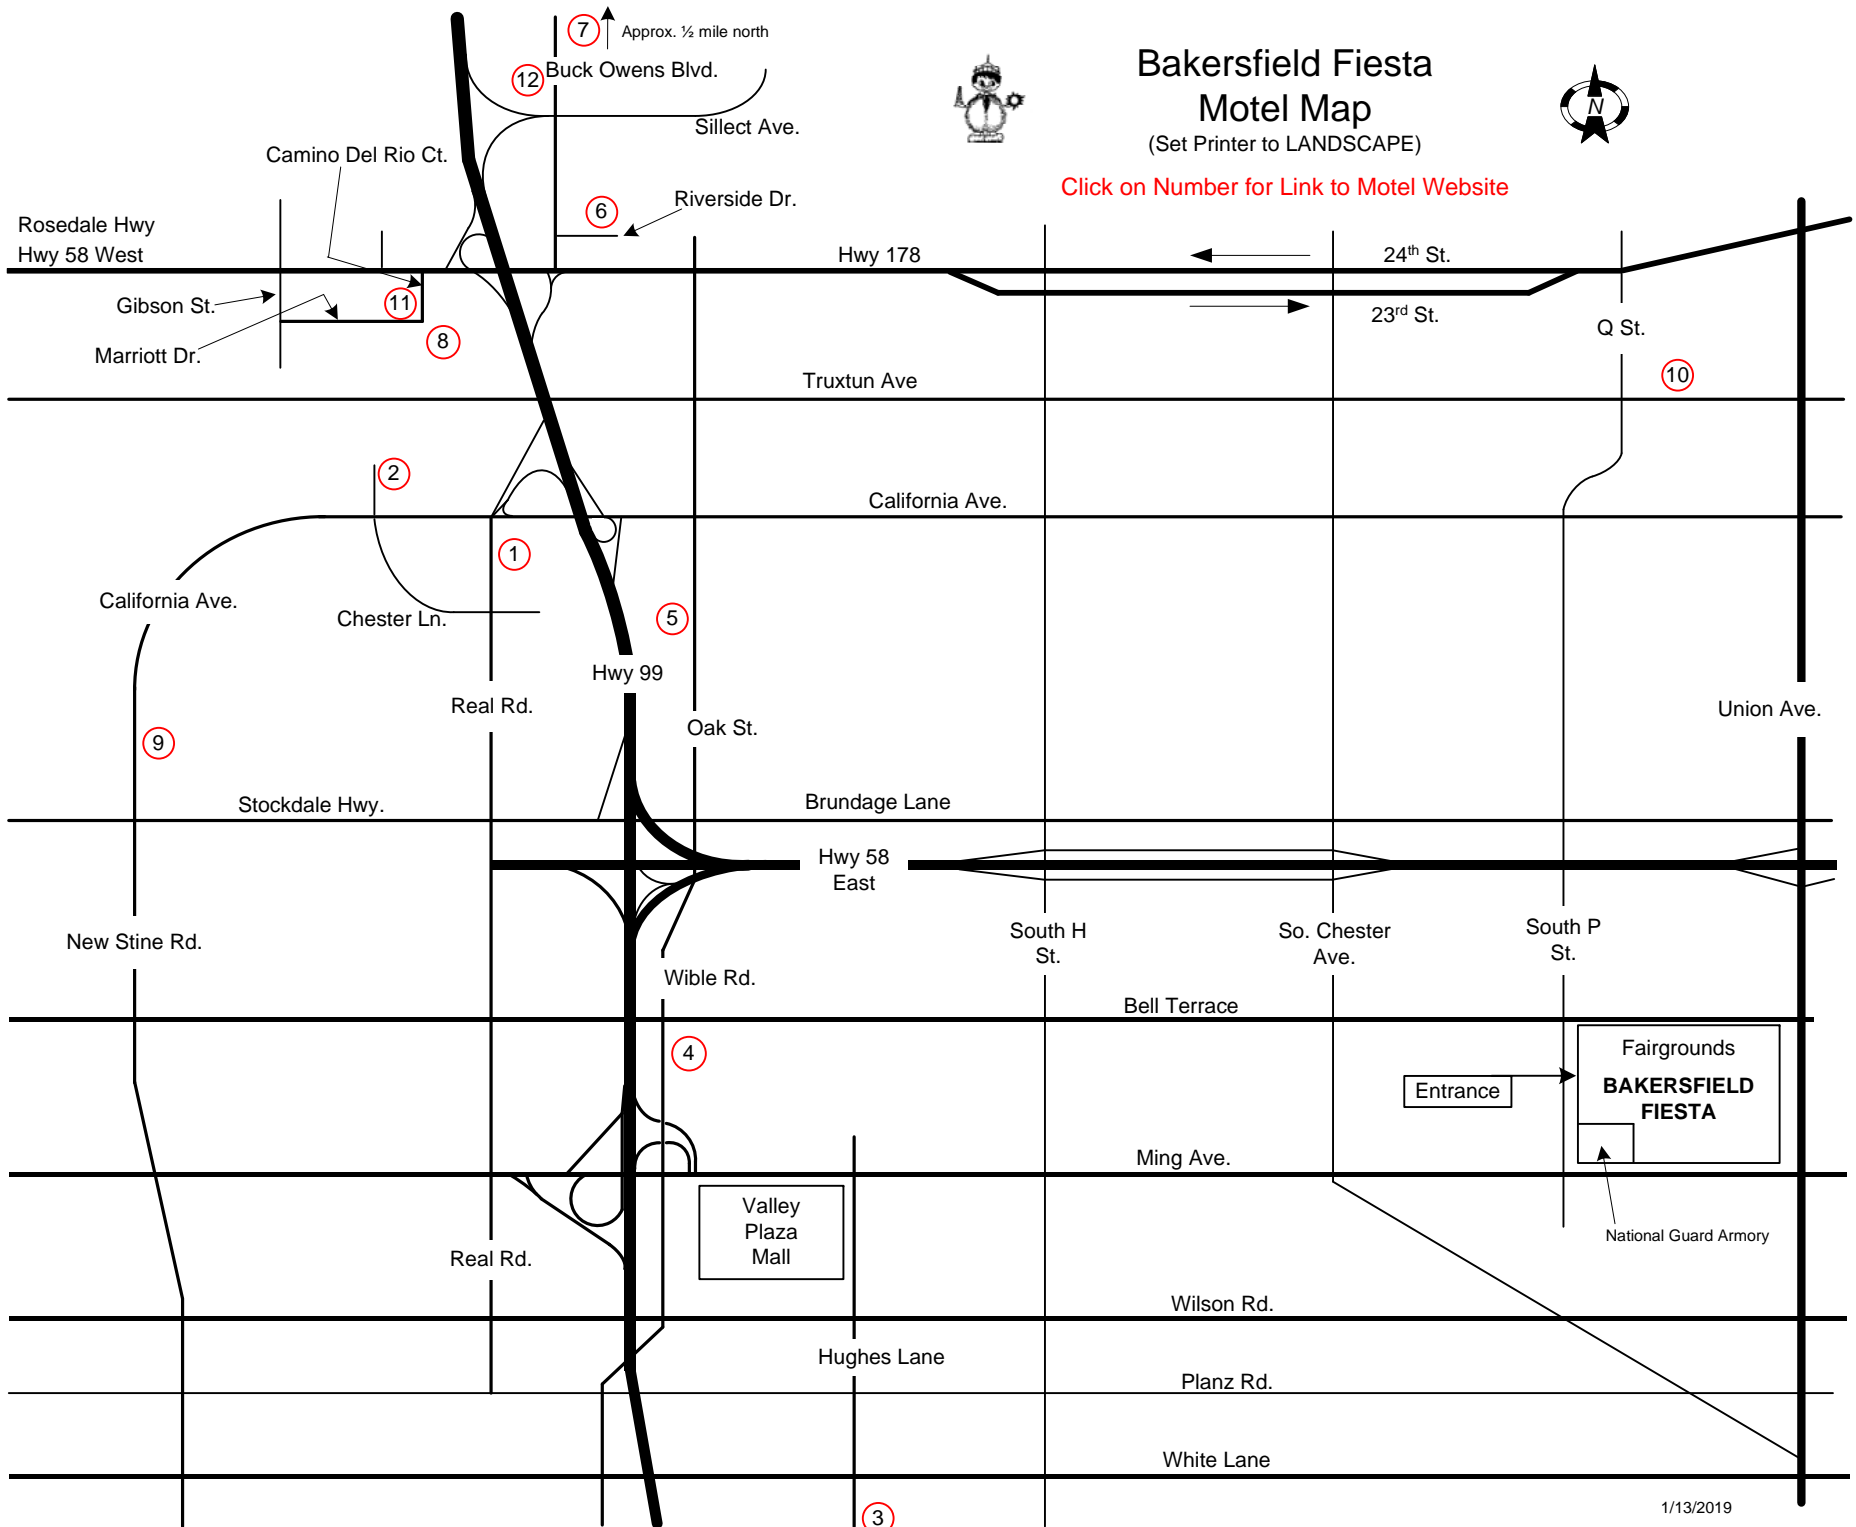 7
Approx. ½ mile north
12
Buck Owens Blvd.
Sillect Ave.
Bakersfield Fiesta
Motel Map
(Set Printer to LANDSCAPE)
Click on Number for Link to Motel Website
N
Camino Del Rio Ct.
Riverside Dr.
6
Rosedale Hwy
Hwy 58 West
Hwy 178
24th St.
Gibson St.
11
23rd St.
Q St.
8
Marriott Dr.
Truxtun Ave
10
2
California Ave.
1
California Ave.
Chester Ln.
5
Hwy 99
Real Rd.
Oak St.
Union Ave.
9
Stockdale Hwy.
Brundage Lane
Hwy 58
East
New Stine Rd.
South H
St.
So. Chester
Ave.
South P
St.
Wible Rd.
Bell Terrace
4
Fairgrounds
BAKERSFIELD
FIESTA
Entrance
Ming Ave.
Valley
Plaza
Mall
National Guard Armory
Real Rd.
Wilson Rd.
Hughes Lane
Planz Rd.
White Lane
3
1/13/2019